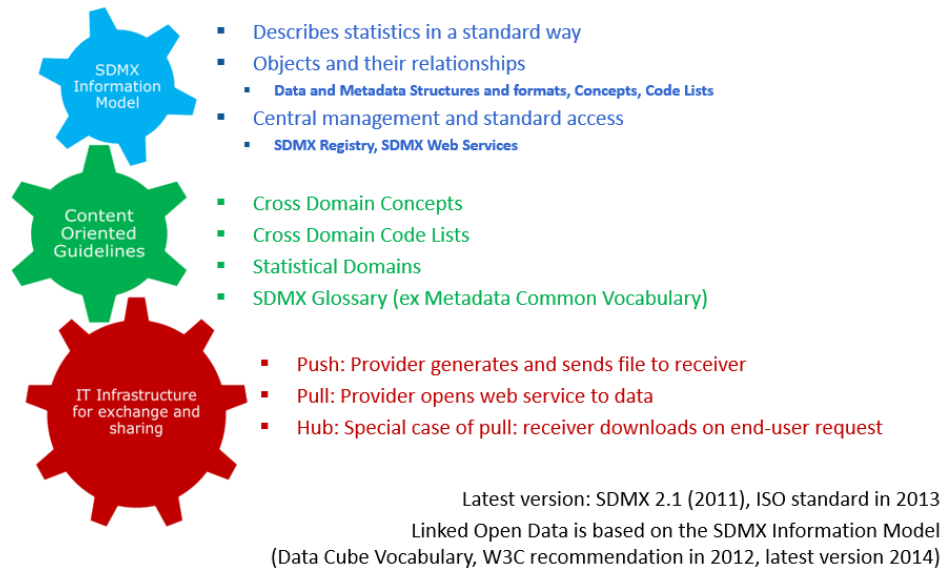 SDMX
Information
Model
▪ Describes statistics in a standard way
▪ Objects and their relationships
▪ Data and Metadata Structures and formats, Concepts, Code Lists
▪ Central management and standard access
▪ SDMX Registry, SDMX Web Services
Content
Oriented
Guidelines
▪ Cross Domain Concepts
▪ Cross Domain Code Lists
▪ Statistical Domains
▪ SDMX Glossary (ex Metadata Common Vocabulary)
IT Infrastructure
for exchange and
sharing
▪ Push: Provider generates and sends file to receiver
▪ Pull: Provider opens web service to data
▪ Hub: Special case of pull: receiver downloads on end-user request
Latest version: SDMX 2.1 (2011), ISO standard in 2013
Linked Open Data is based on the SDMX Information Model
(Data Cube Vocabulary, W3C recommendation in 2012, latest version 2014)